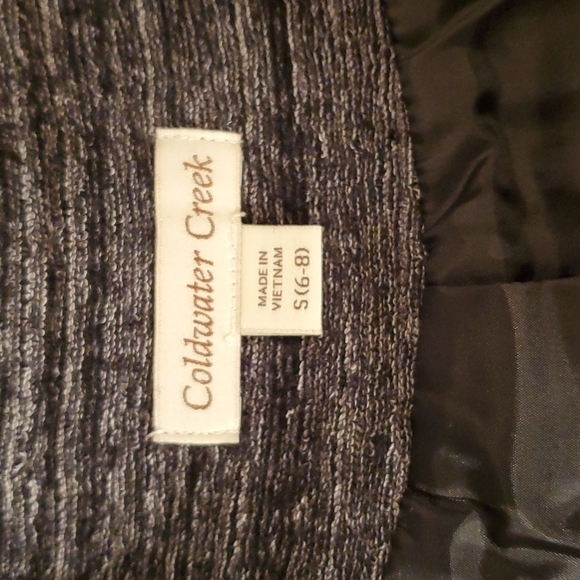 Coldwater Creek
MADE IN
VIETNAM
S (6-8)